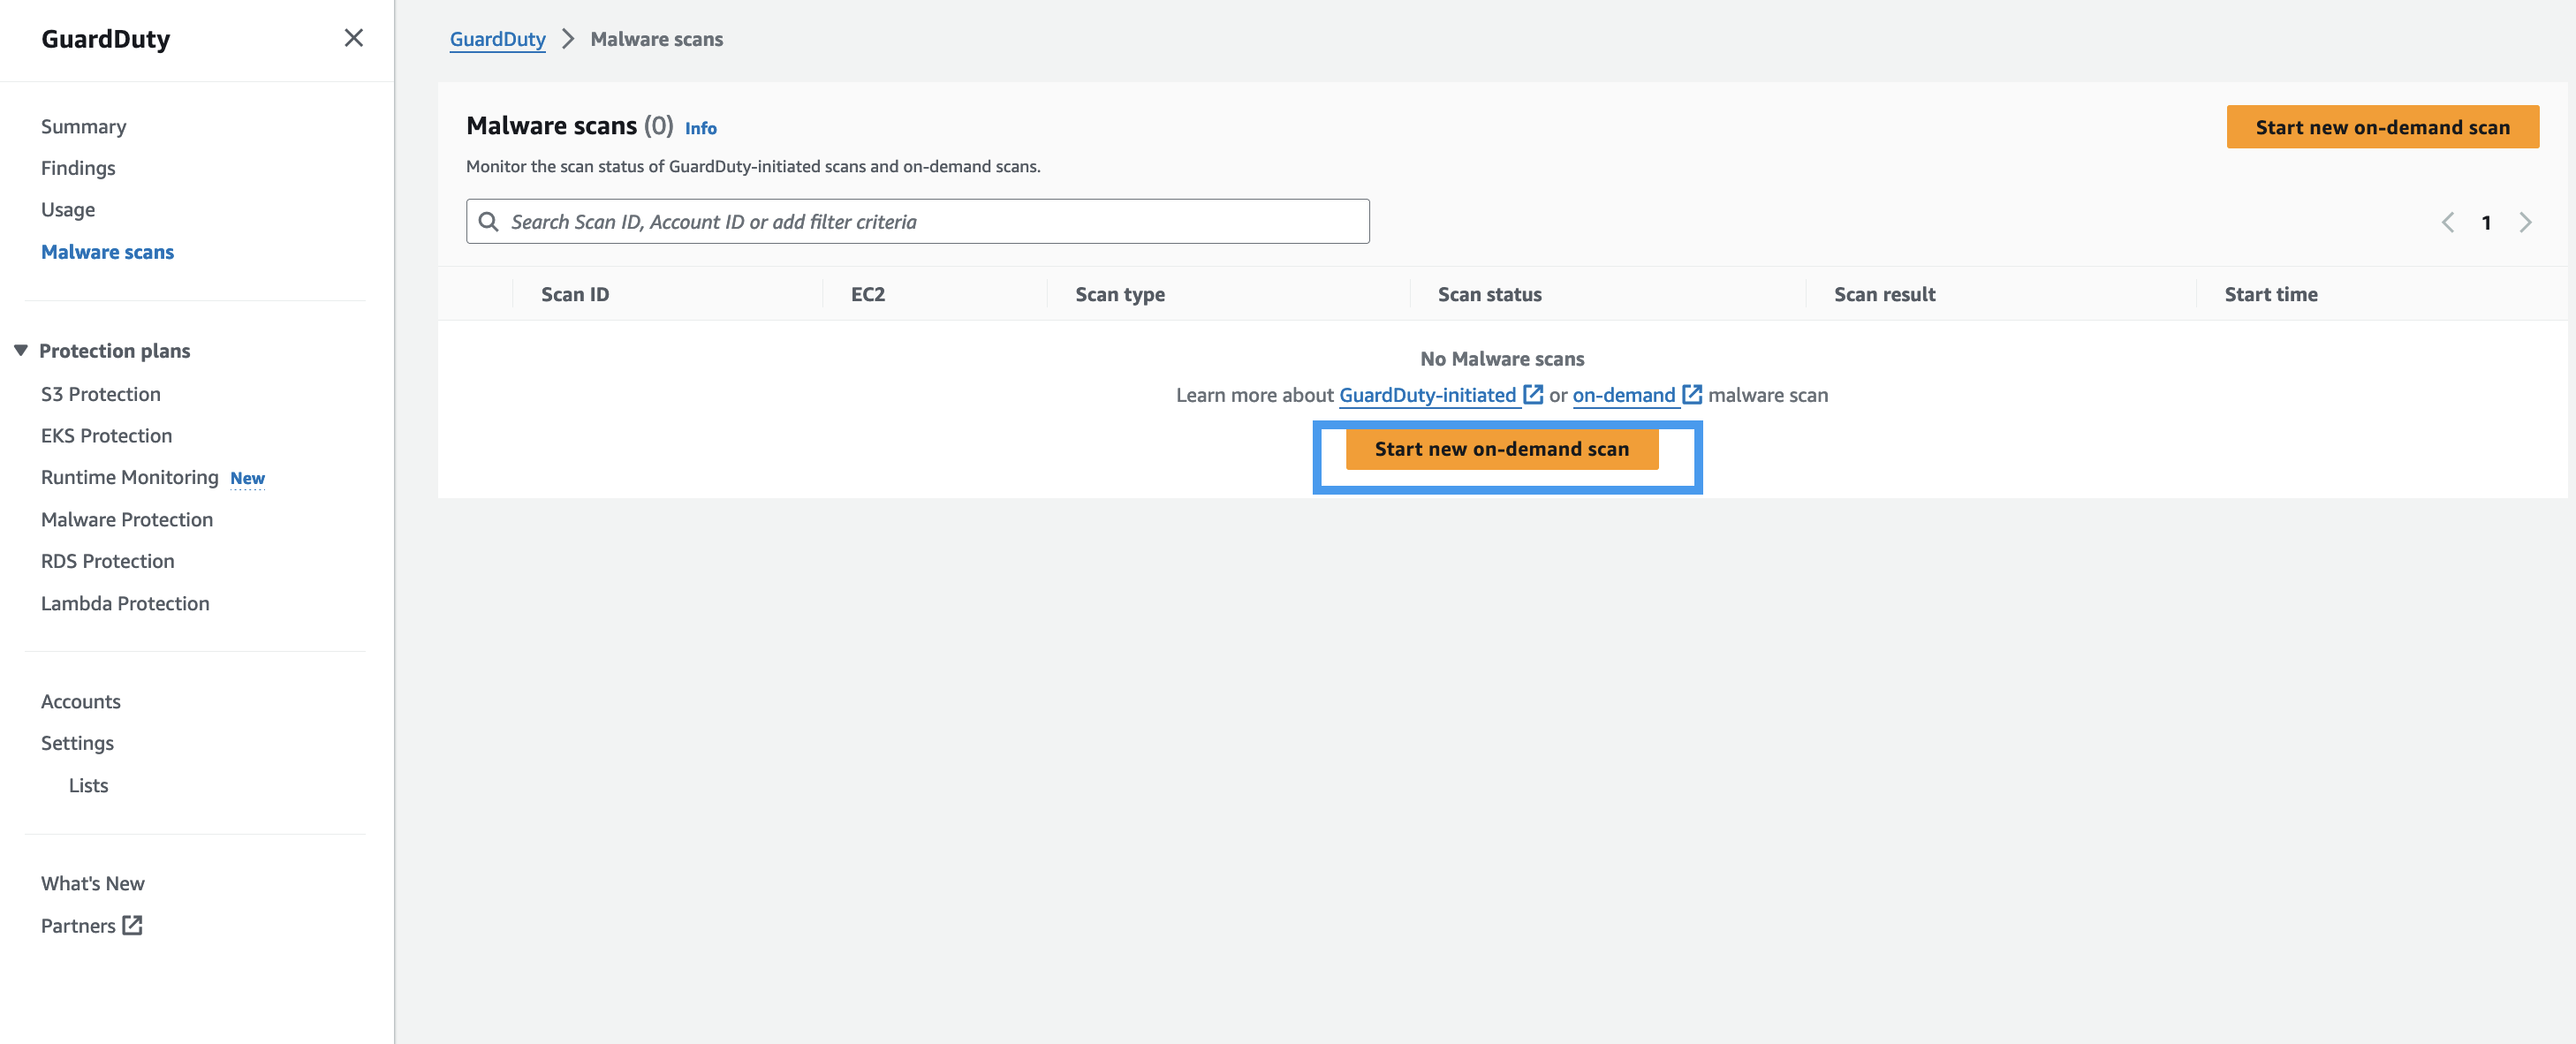 GuardDuty
Summary
Findings
Usage
Malware scans
Protection plans
S3 Protection
EKS Protection
Runtime Monitoring New
Malware Protection
RDS Protection
Lambda Protection
Accounts
Settings
Lists
What's New
Partners
GuardDuty > Malware scans
Malware scans (0) Info
Start new on-demand scan
Monitor the scan status of GuardDuty-initiated scans and on-demand scans.
Search Scan ID, Account ID or add filter criteria
1
Scan ID EC2 Scan type Scan status Scan result Start time
No Malware scans
Learn more about GuardDuty-initiated or on-demand malware scan
Start new on-demand scan